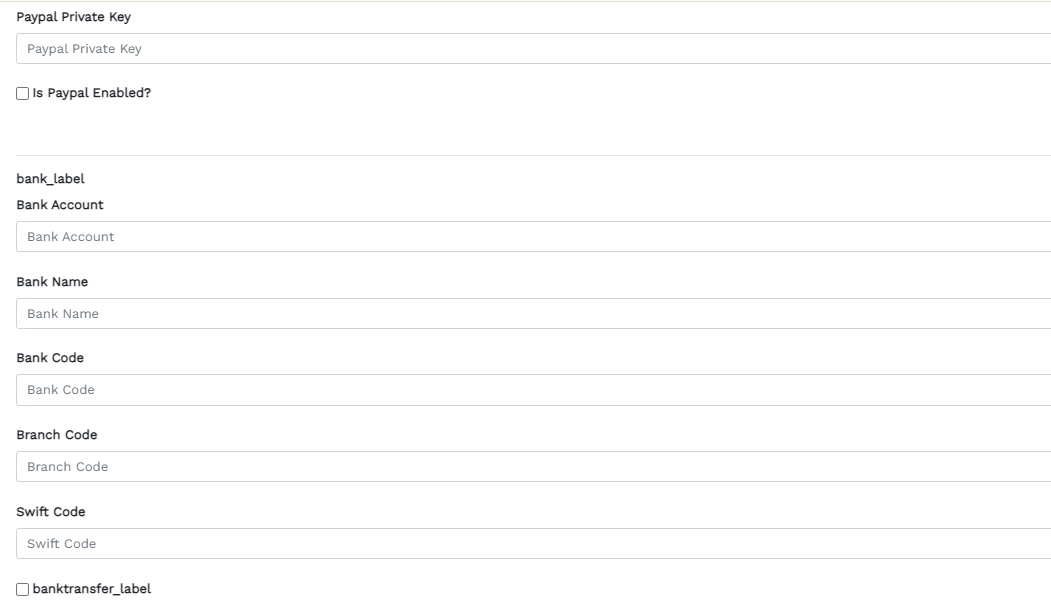 Paypal Private Key
Paypal Private Key
Is Paypal Enabled?
bank_label
Bank Account
Bank Account
Bank Name
Bank Name
Bank Code
Bank Code
Branch Code
Branch Code
Swift Code
Swift Code
banktransfer_label